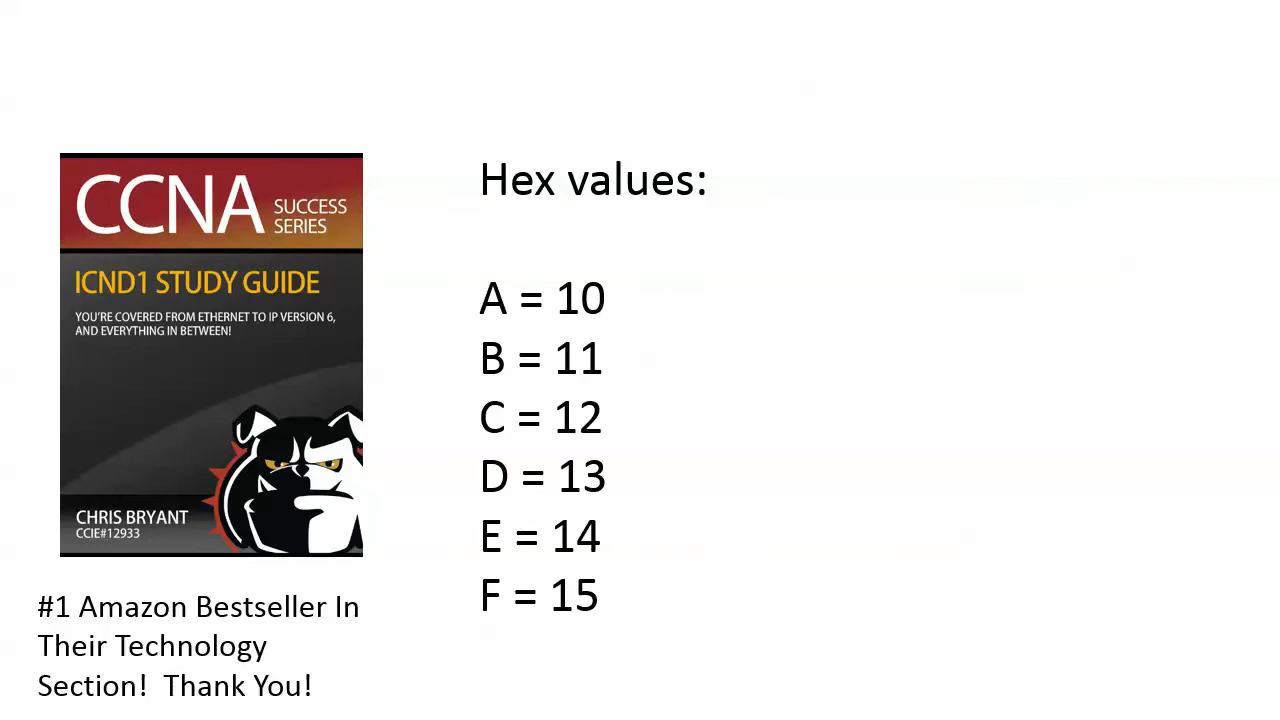 CCNA SUCCESS SERIES
ICND1 STUDY GUIDE
YOU'RE COVERED FROM ETHERNET TO IP VERSION 6,
AND EVERYTHING IN BETWEEN!
CHRIS BRYANT
CCIE#12933
#1 Amazon Bestseller In
Their Technology
Section!  Thank You!
Hex values:
A = 10
B = 11
C = 12
D = 13
E = 14
F = 15